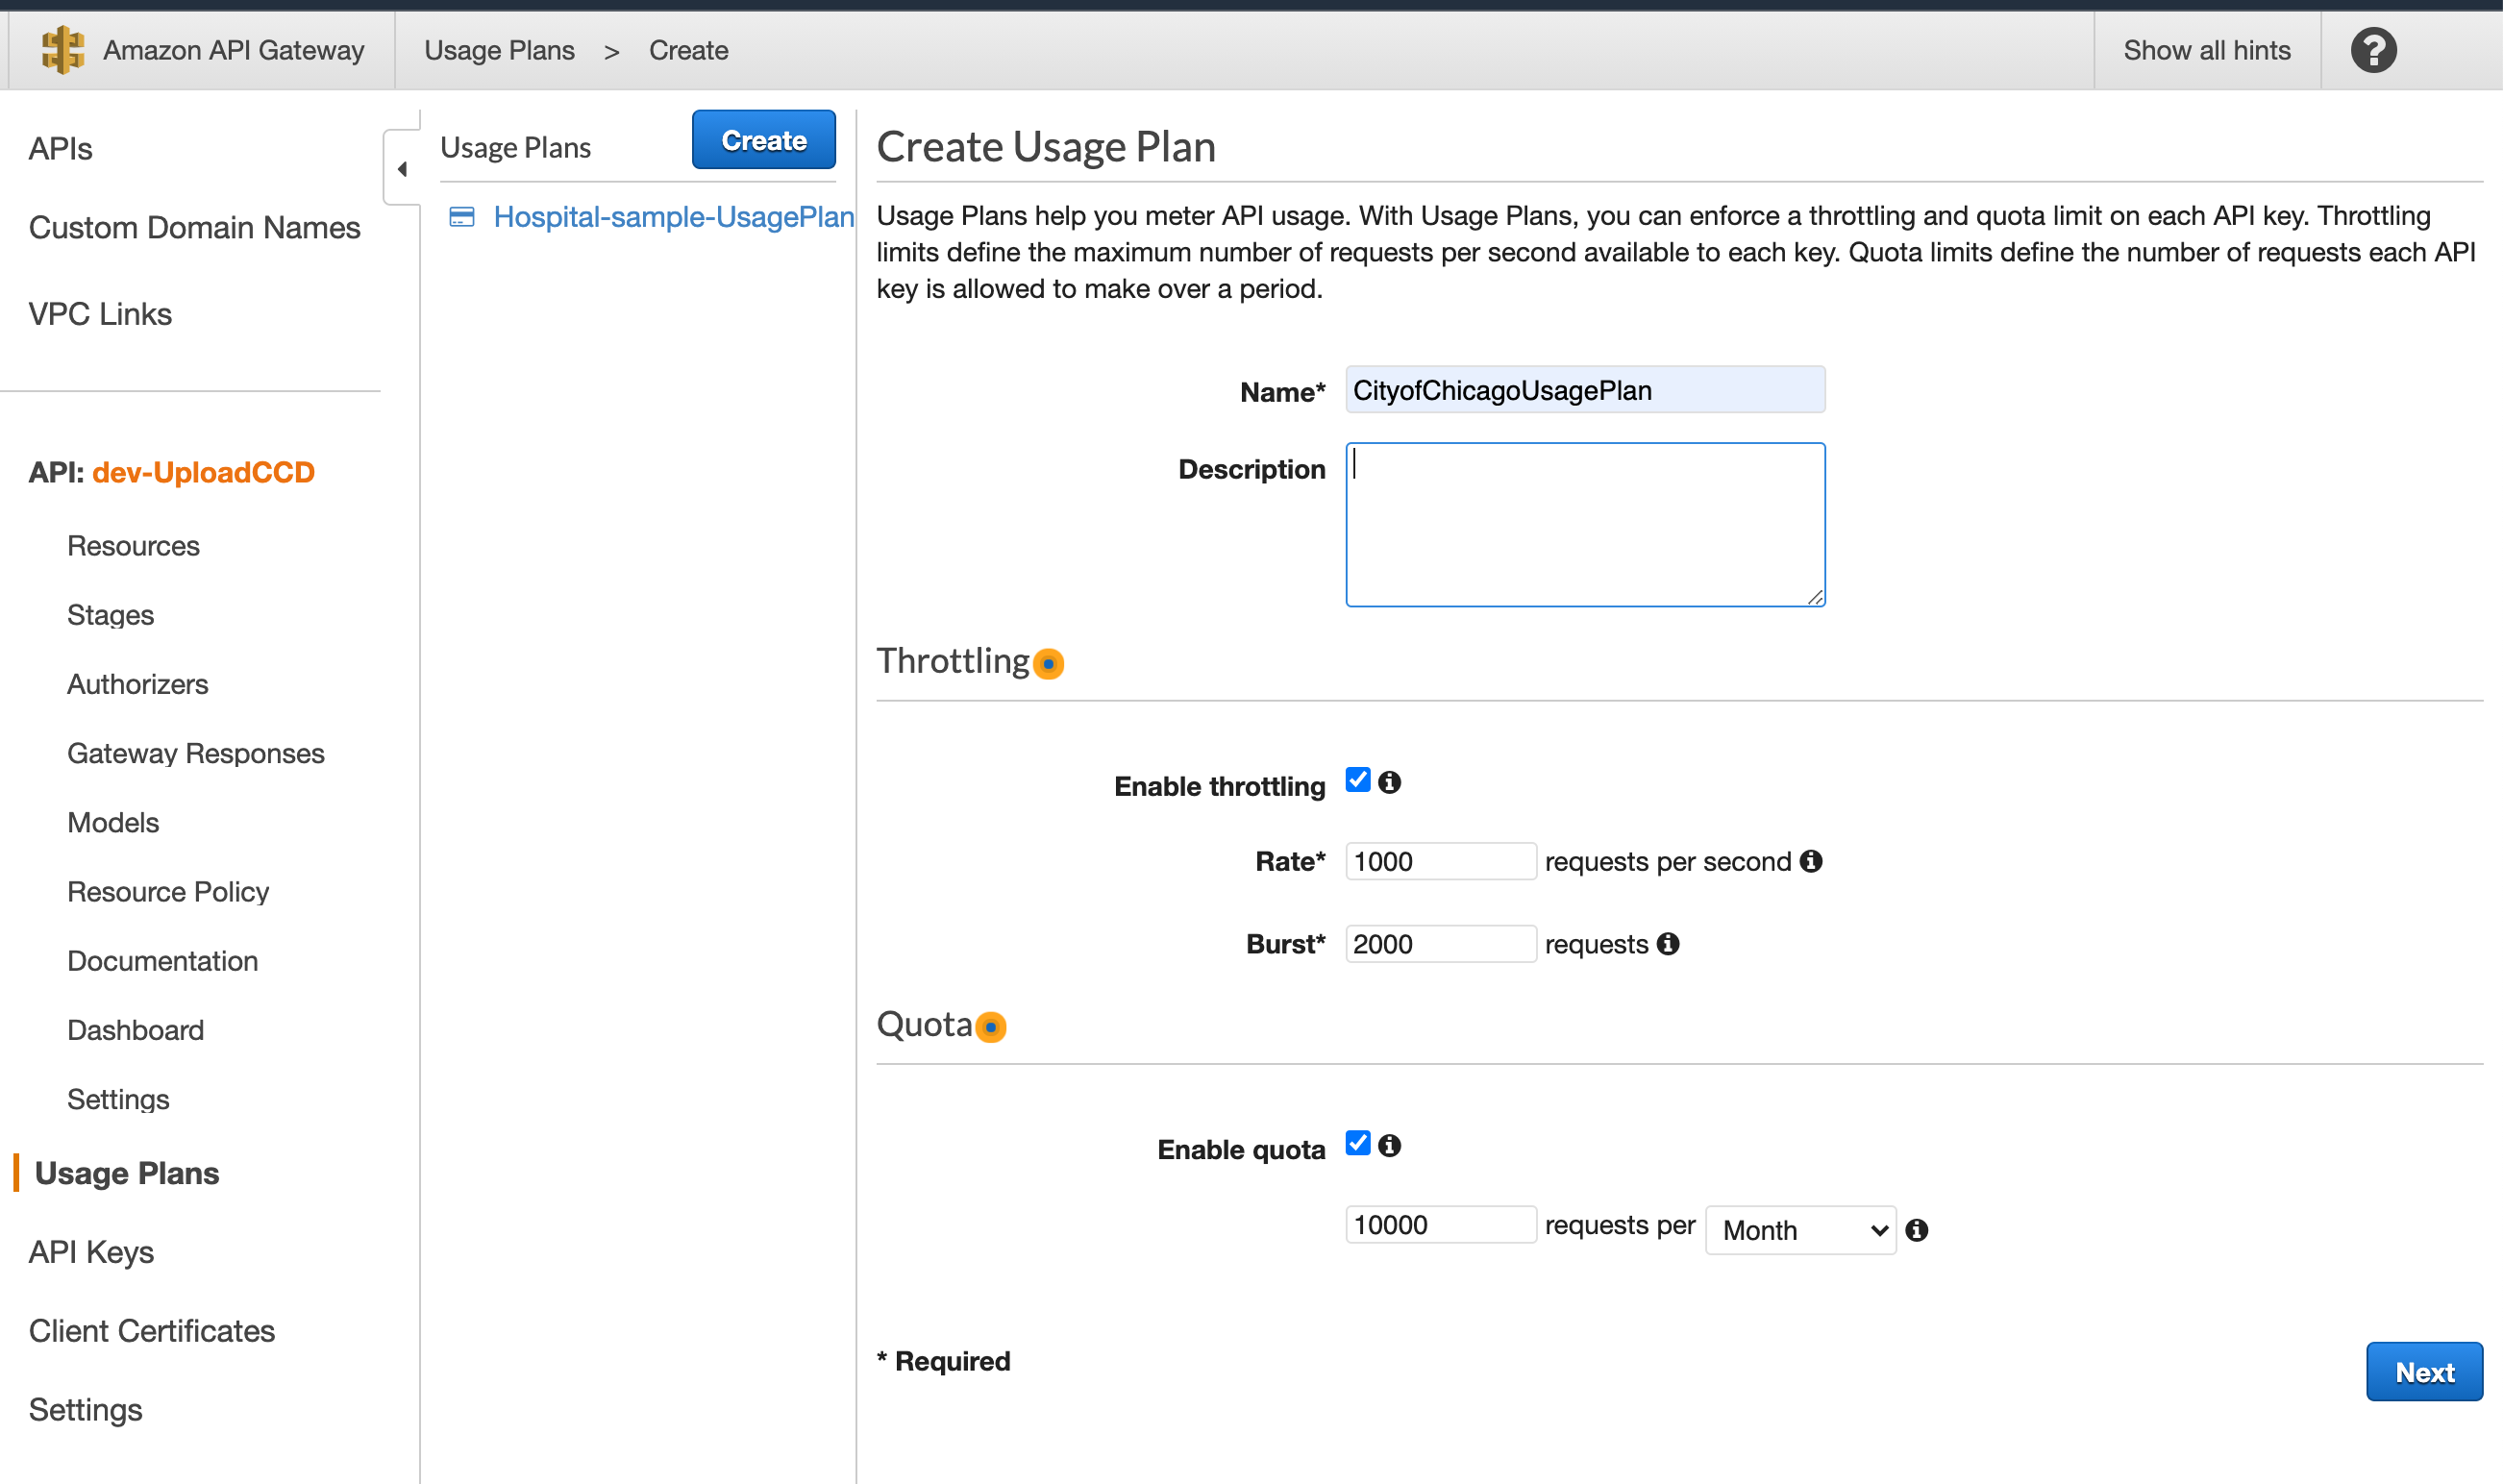 Amazon API Gateway
Usage Plans > Create
Show all hints
?
APIs
Custom Domain Names
VPC Links
API: dev-UploadCCD
Resources
Stages
Authorizers
Gateway Responses
Models
Resource Policy
Documentation
Dashboard
Settings
Usage Plans
API Keys
Client Certificates
Settings
Usage Plans
Create
Hospital-sample-UsagePlan
Create Usage Plan
Usage Plans help you meter API usage. With Usage Plans, you can enforce a throttling and quota limit on each API key. Throttling
limits define the maximum number of requests per second available to each key. Quota limits define the number of requests each API
key is allowed to make over a period.
Name* CityofChicagoUsagePlan
Description
Throttling
Enable throttling
Rate* 1000 requests per second
Burst* 2000 requests
Quota
Enable quota
10000 requests per Month
* Required
Next